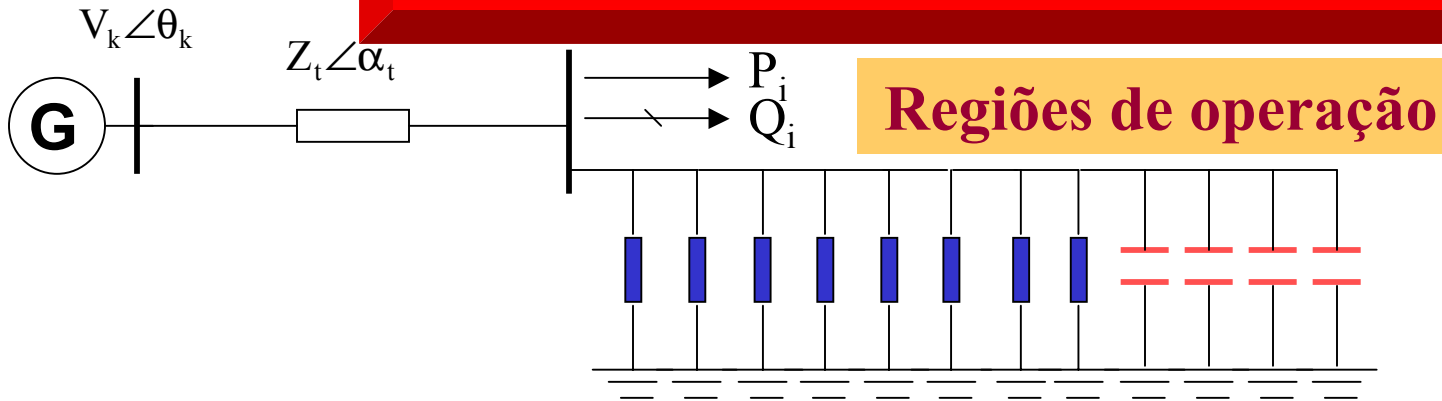 V_k∠θ_k
Z_t∠α_t
G
P_i
Q_i
Regiões de operação